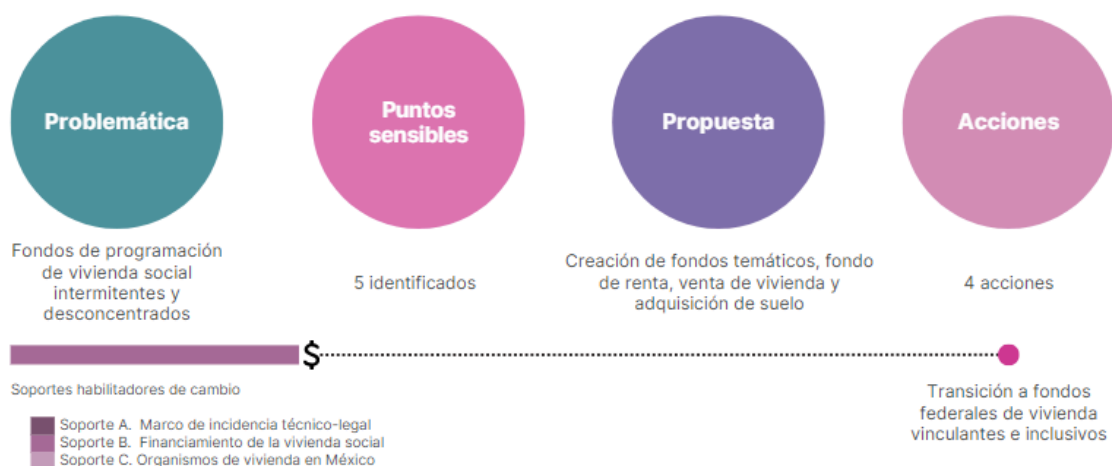 Problemática
Puntos
sensibles
Propuesta
Acciones
Fondos de programación
de vivienda social
intermitentes y
desconcentrados
5 identificados
Creación de fondos temáticos, fondo
de renta, venta de vivienda y
adquisición de suelo
4 acciones
$
Soportes habilitadores de cambio
Soporte A. Marco de incidencia técnico-legal
Soporte B. Financiamiento de la vivienda social
Soporte C. Organismos de vivienda en México
Transición a fondos
federales de vivienda
vinculantes e inclusivos